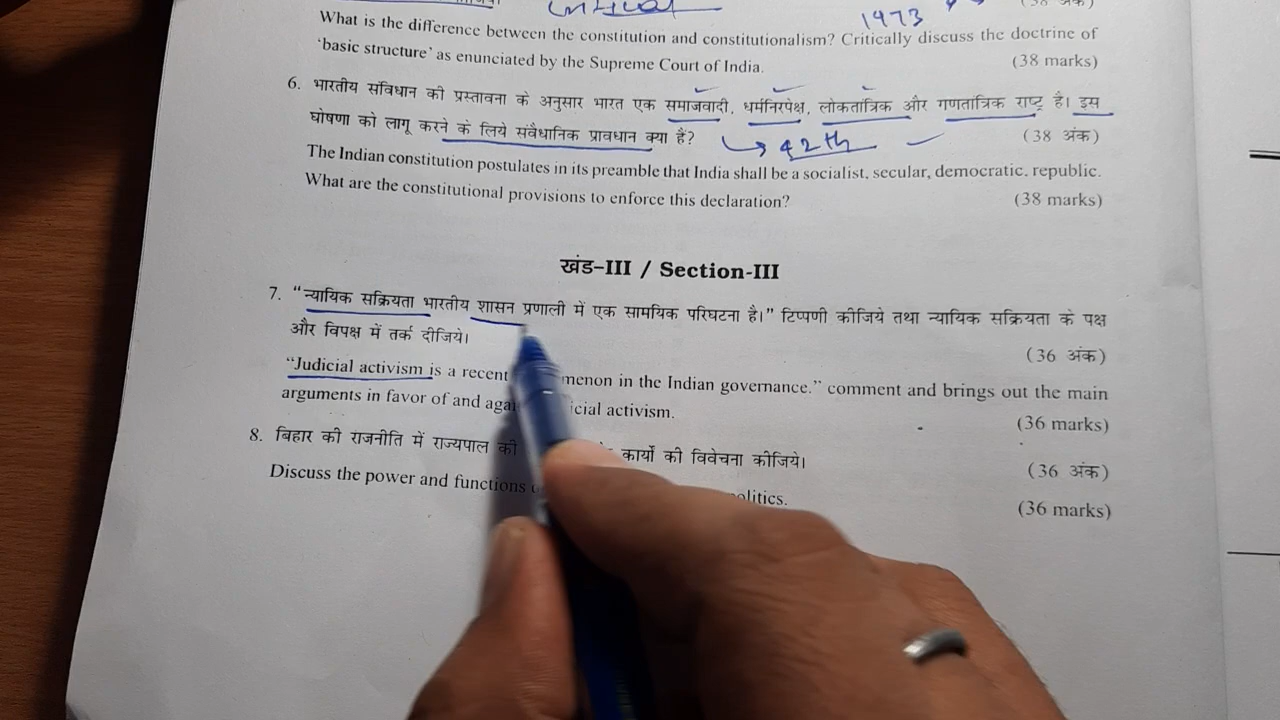 Critical
(38 अंक)
1973
What is the difference between the constitution and constitutionalism? Critically discuss the doctrine of
'basic structure' as enunciated by the Supreme Court of India. (38 marks)
6. भारतीय संविधान की प्रस्तावना के अनुसार भारत एक समाजवादी, धर्मनिरपेक्ष, लोकतांत्रिक और गणतांत्रिक राष्ट्र है। इस
घोषणा को लागू करने के लिये संवैधानिक प्रावधान क्या हैं? 42th (38 अंक)
The Indian constitution postulates in its preamble that India shall be a socialist, secular, democratic, republic.
What are the constitutional provisions to enforce this declaration? (38 marks)
खंड-III / Section-III
7. "न्यायिक सक्रियता भारतीय शासन प्रणाली में एक सामयिक परिघटना है।" टिप्पणी कीजिये तथा न्यायिक सक्रियता के पक्ष
और विपक्ष में तर्क दीजिये। (36 अंक)
"Judicial activism is a recent menon in the Indian governance." comment and brings out the main
arguments in favor of and aga icial activism. (36 marks)
8. बिहार की राजनीति में राज्यपाल की कार्यों की विवेचना कीजिये। (36 अंक)
Discuss the power and functions olitics. (36 marks)